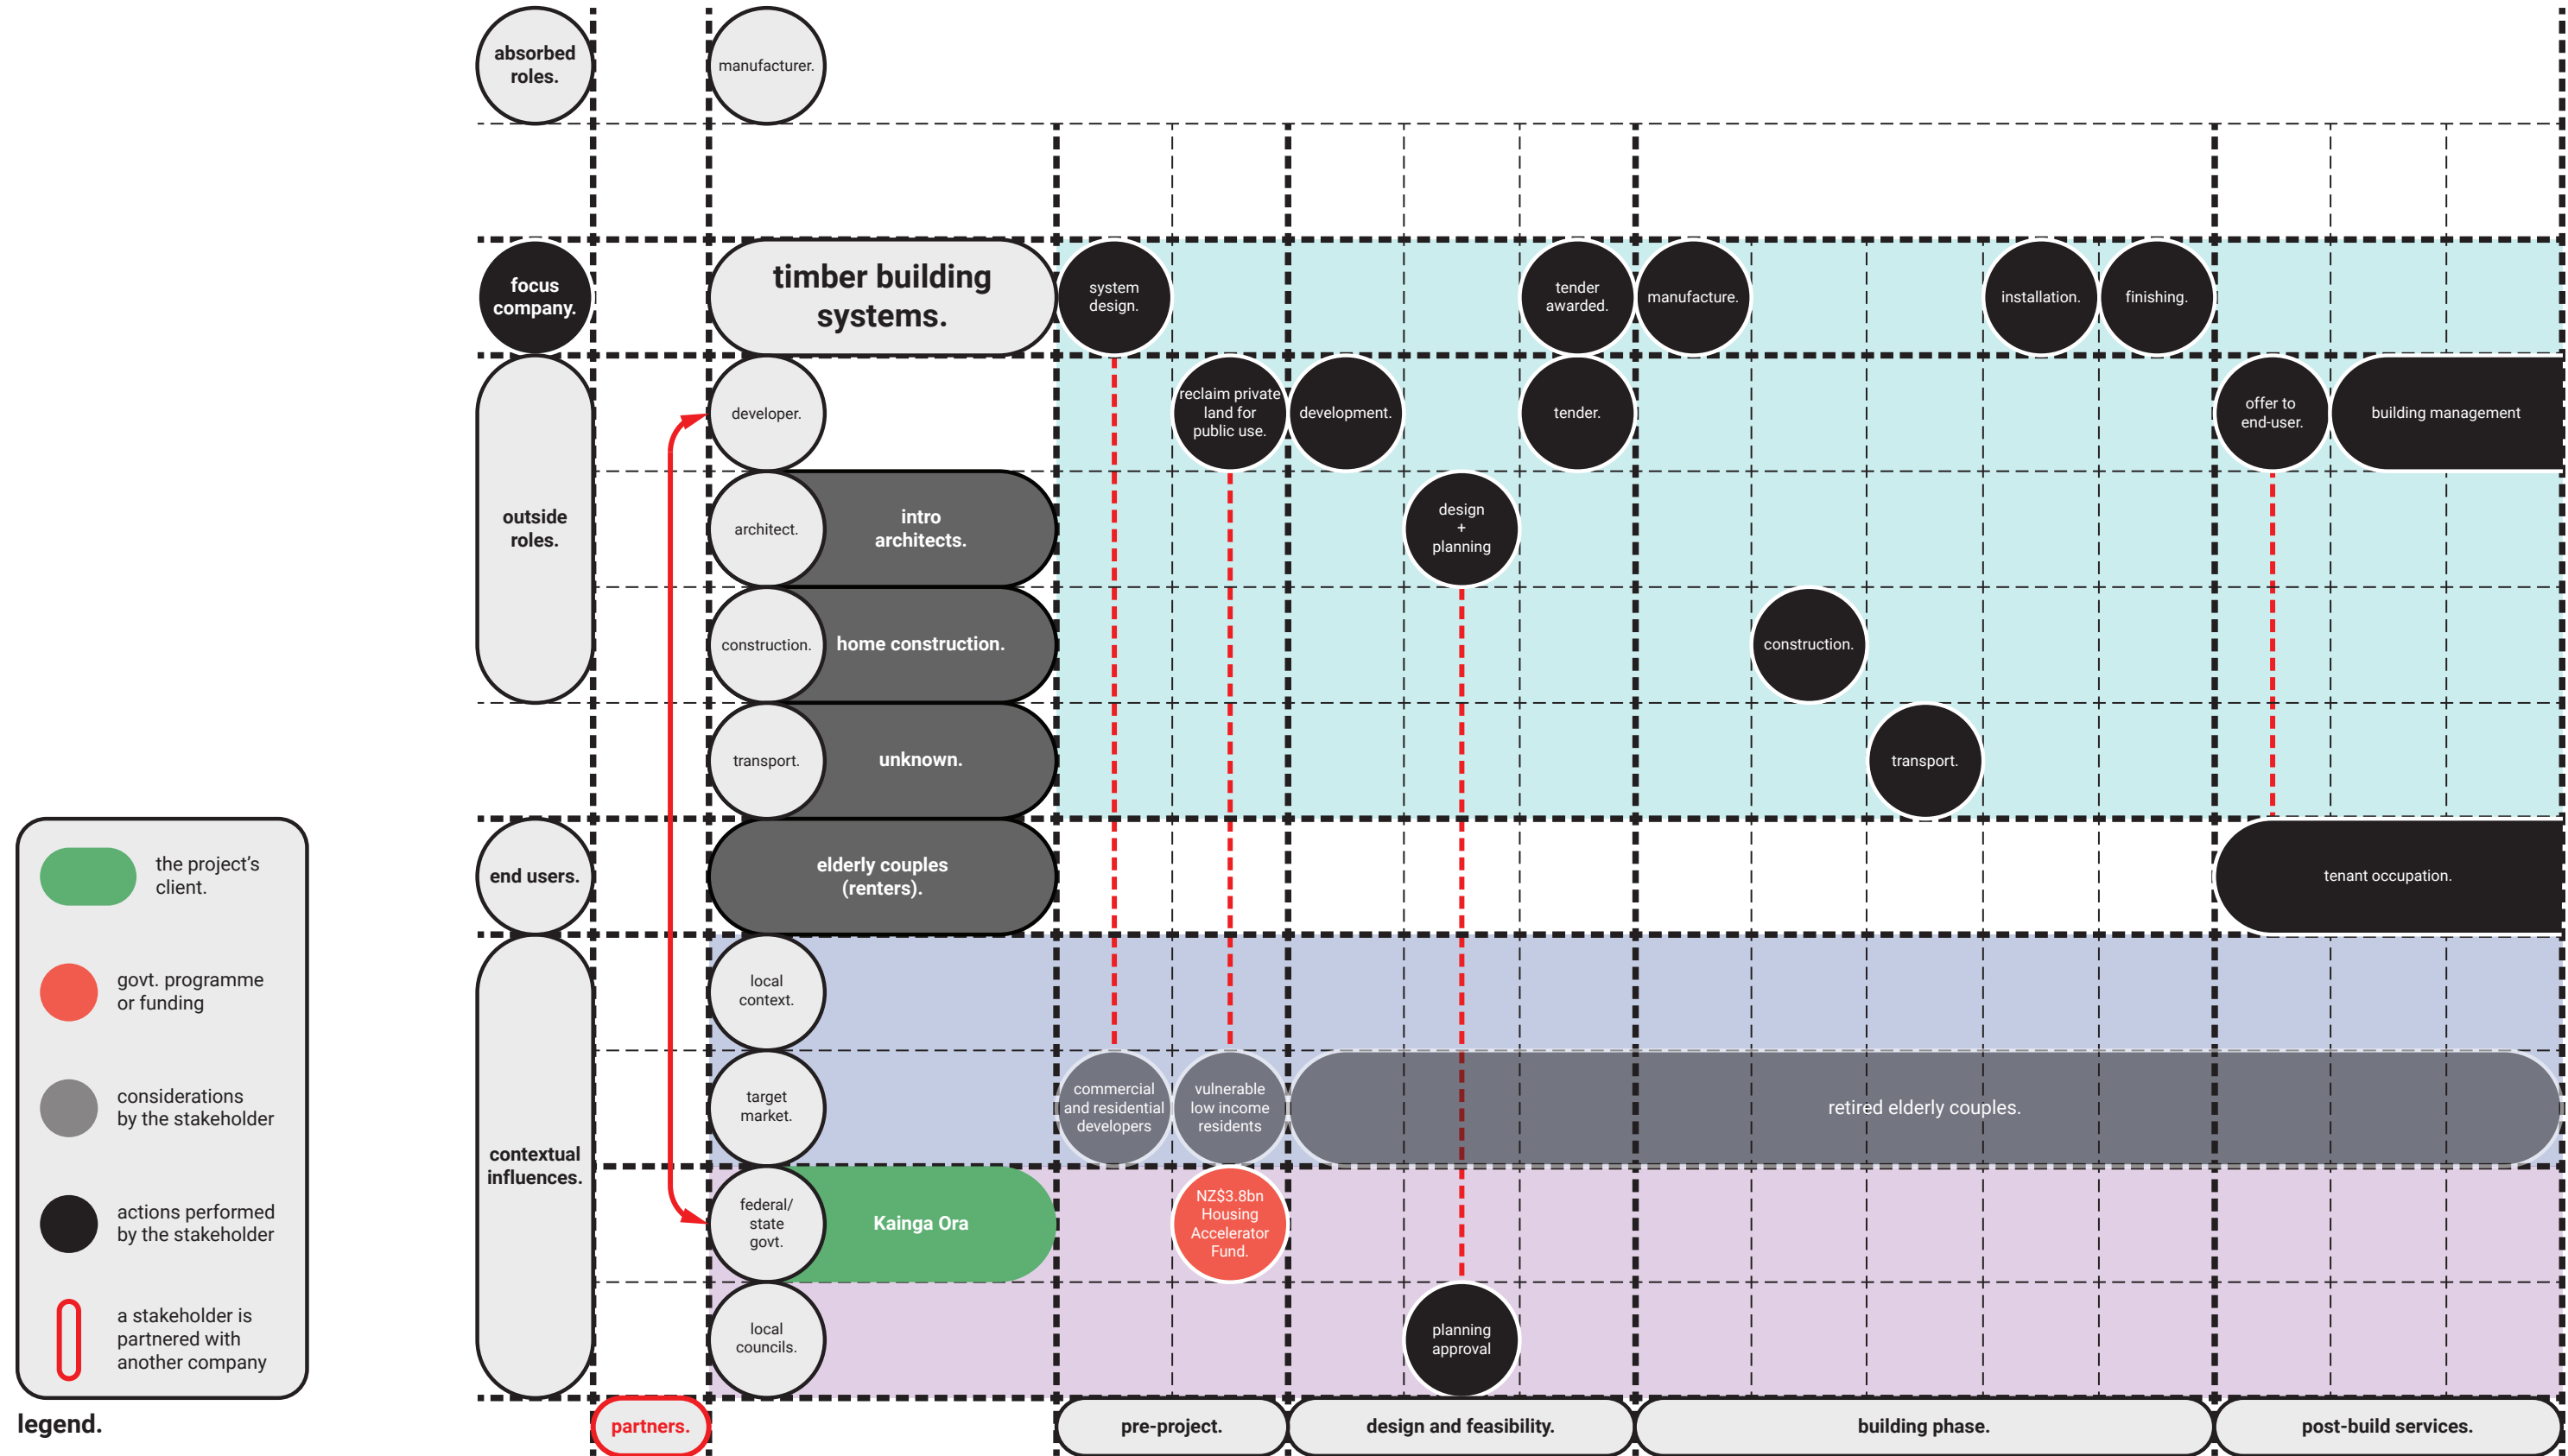 absorbed
roles.
manufacturer.
focus
company.
timber building
systems.
system
design.
tender
awarded.
manufacture.
installation.
finishing.
outside
roles.
developer.
reclaim private
land for
public use.
development.
tender.
offer to
end-user.
building management
architect.
intro
architects.
design
+
planning
construction.
home construction.
construction.
transport.
unknown.
transport.
end users.
elderly couples
(renters).
tenant occupation.
contextual
influences.
local
context.
target
market.
commercial
and residential
developers
vulnerable
low income
residents
retired elderly couples.
federal/
state
govt.
Kainga Ora
NZ$3.8bn
Housing
Accelerator
Fund.
local
councils.
planning
approval
partners.
pre-project.
design and feasibility.
building phase.
post-build services.
the project’s
client.
govt. programme
or funding
considerations
by the stakeholder
actions performed
by the stakeholder
a stakeholder is
partnered with
another company
legend.